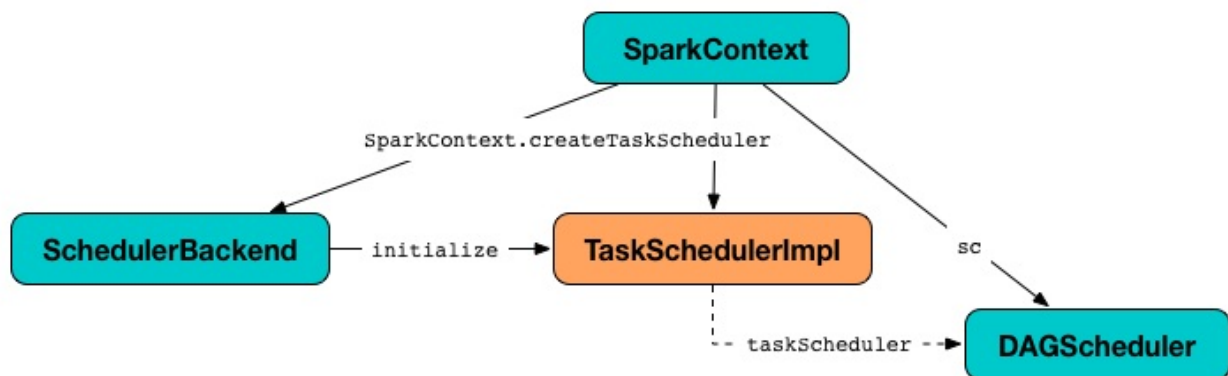 SparkContext
SparkContext.createTaskScheduler
SchedulerBackend
initialize
TaskSchedulerImpl
sc
taskScheduler
DAGScheduler